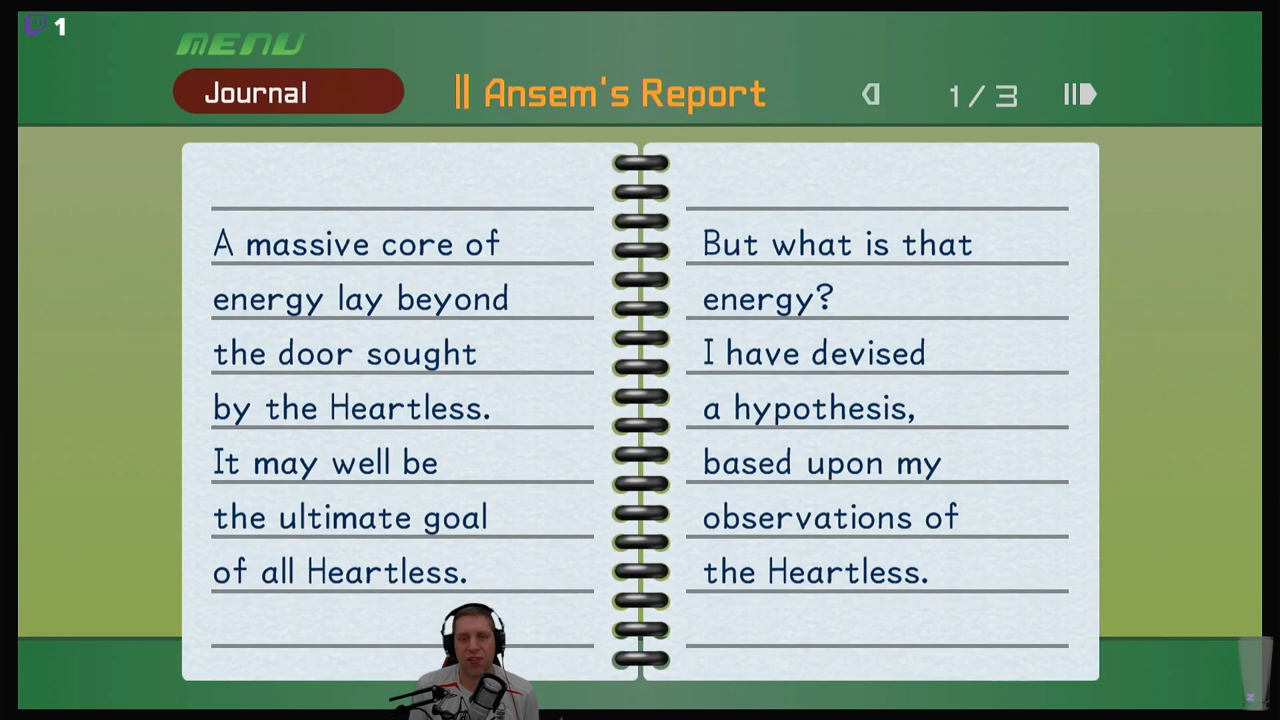 1
MENU
Journal
Ansem's Report
1/3
A massive core of
energy lay beyond
the door sought
by the Heartless.
It may well be
the ultimate goal
of all Heartless.
But what is that
energy?
I have devised
a hypothesis,
based upon my
observations of
the Heartless.